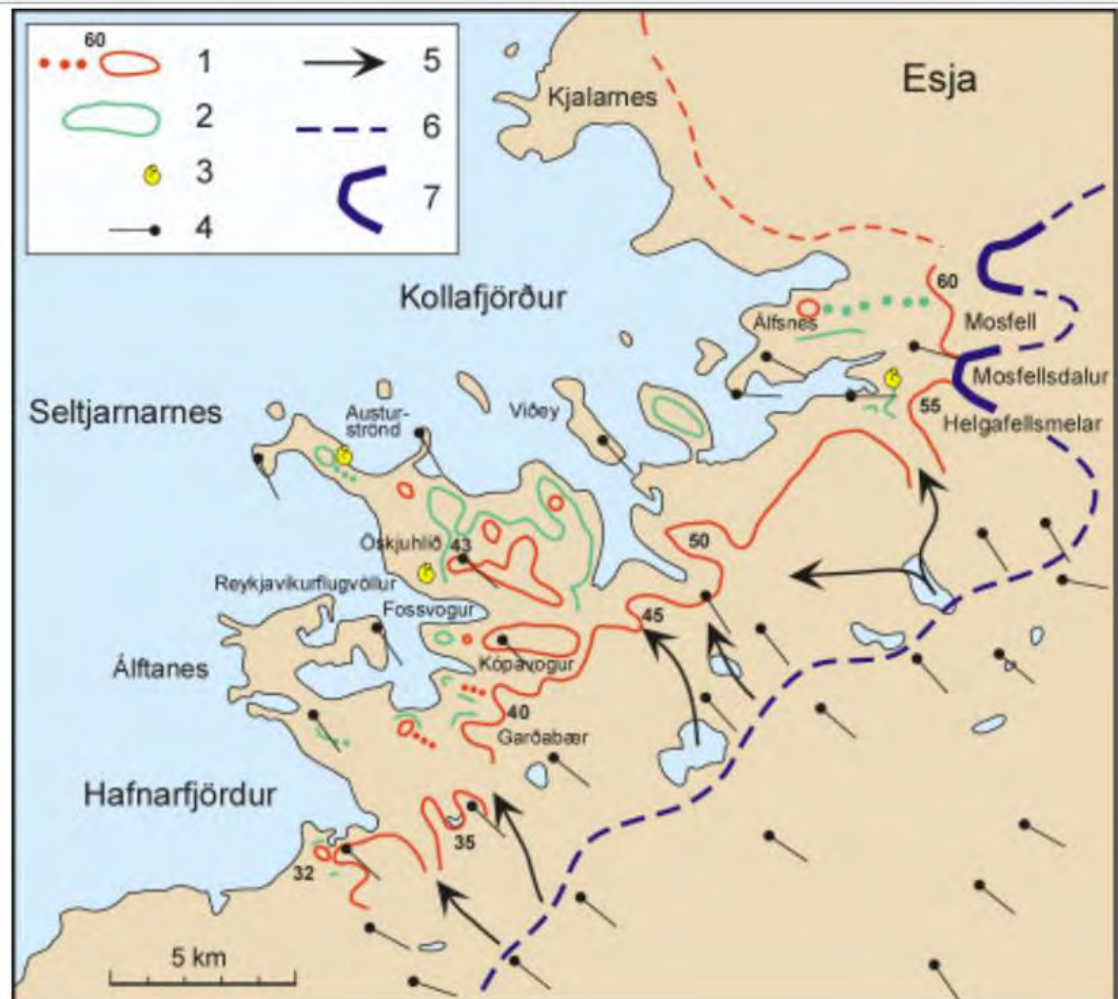 60
1
5
2
6
3
7
4
Esja
Kjalarnes
Kollafjörður
60
Álfsnes
Mosfell
Mosfellsdalur
55
Helgafellsmelar
Seltjarnarnes
Austur-
strönd
Viðey
Öskjuhlíð
43
50
Reykjavikurflugvöllur
Fossvogur
45
Álftanes
Kópavogur
40
Garðabær
Hafnarfjördur
35
32
5 km